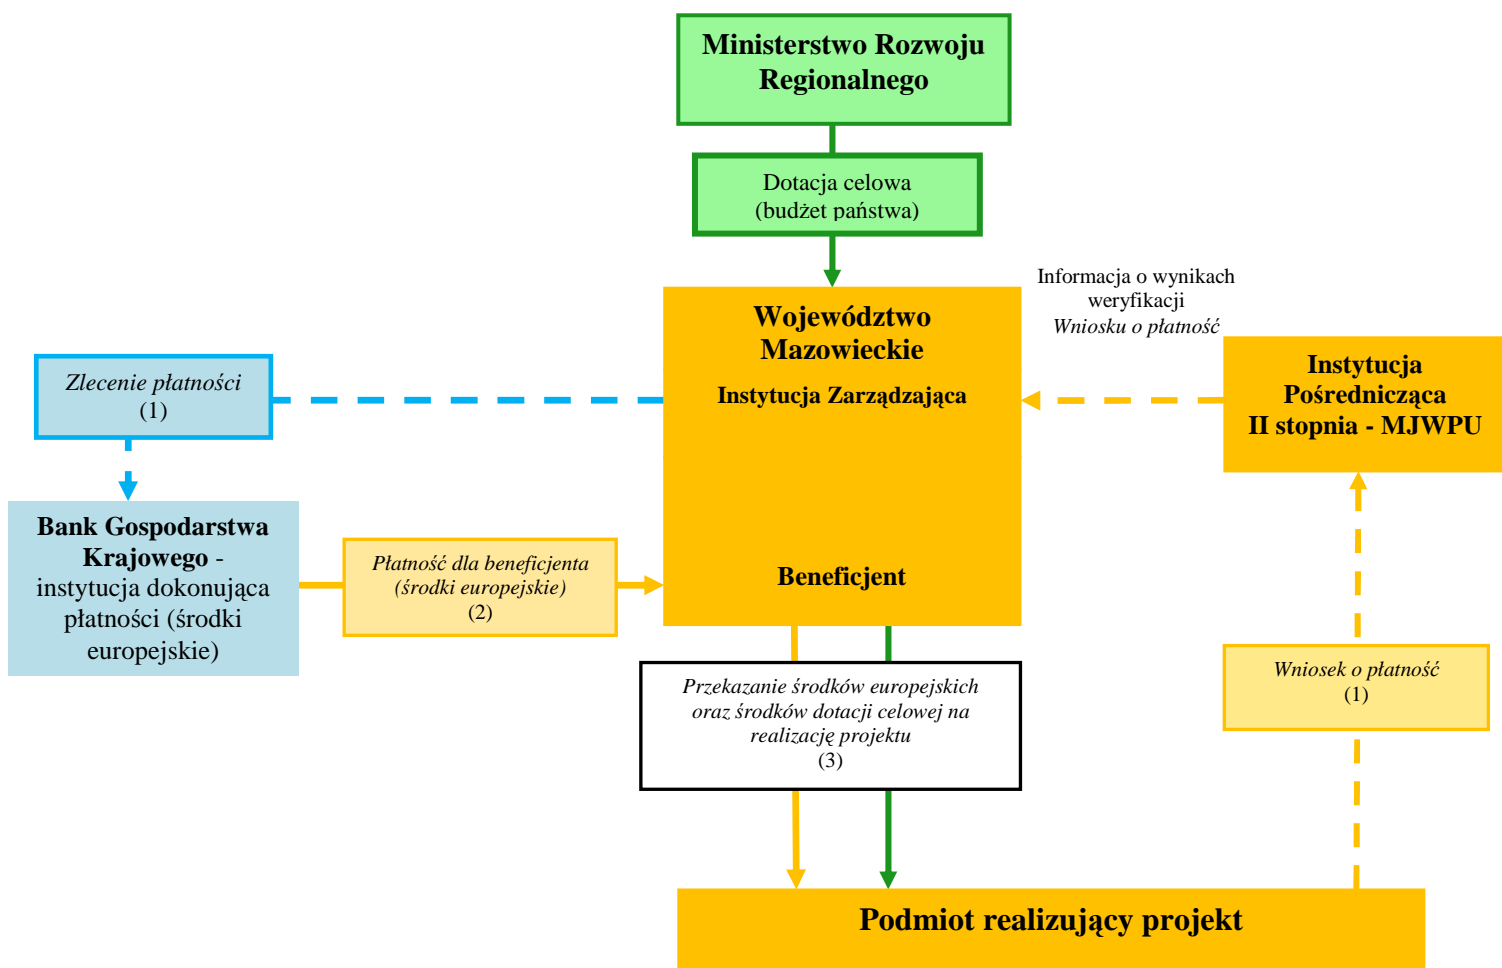 Ministerstwo Rozwoju
Regionalnego
Dotacja celowa
(budżet państwa)
Informacja o wynikach
weryfikacji
Wniosku o płatność
Województwo
Mazowieckie
Instytucja Zarządzająca
Zlecenie płatności
(1)
Instytucja
Pośrednicząca
II stopnia - MJWPU
Bank Gospodarstwa
Krajowego -
instytucja dokonująca
płatności (środki
europejskie)
Płatność dla beneficjenta
(środki europejskie)
(2)
Beneficjent
Przekazanie środków europejskich
oraz środków dotacji celowej na
realizację projektu
(3)
Wniosek o płatność
(1)
Podmiot realizujący projekt